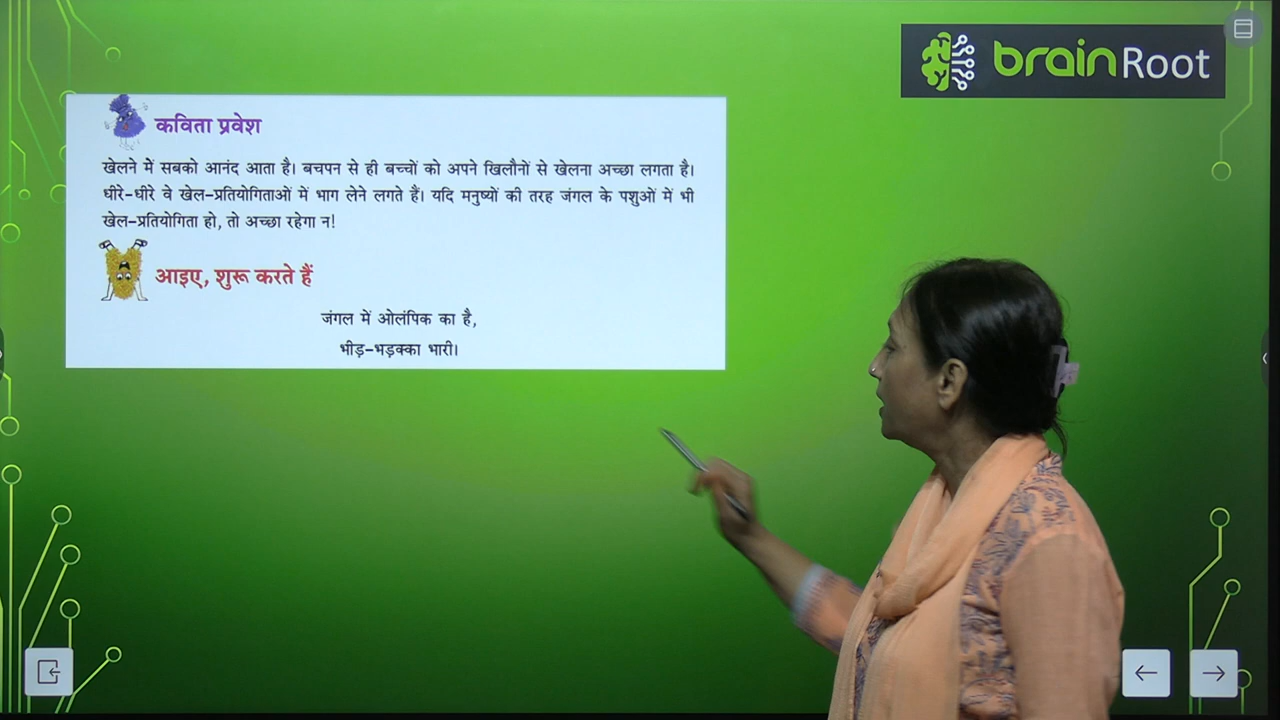 brainRoot
कविता प्रवेश
खेलने में सबको आनंद आता है। बचपन से ही बच्चों को अपने खिलौनों से खेलना अच्छा लगता है।
धीरे-धीरे वे खेल-प्रतियोगिताओं में भाग लेने लगते हैं। यदि मनुष्यों की तरह जंगल के पशुओं में भी
खेल-प्रतियोगिता हो, तो अच्छा रहेगा न!
आइए, शुरू करते हैं
जंगल में ओलंपिक का है,
भीड़-भड़क्का भारी।